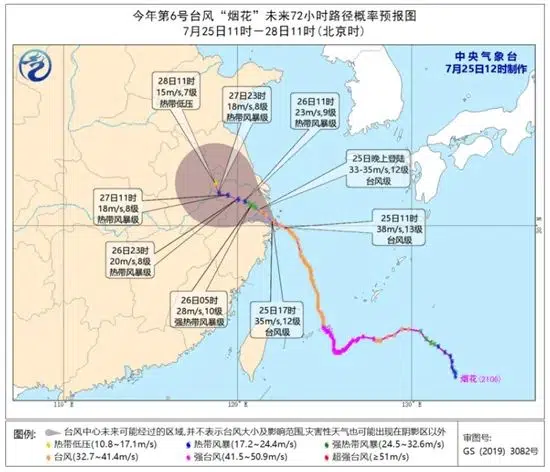 今年第6号台风“烟花”未来72小时路径概率预报图
7月25日11时－28日11时(北京时)
中央气象台
7月25日12时制作
28日11时
15m/s,7级
热带低压
27日23时
18m/s,8级
热带风暴级
26日11时
23m/s,9级
热带风暴级
25日晚上登陆
33-35m/s,12级
台风级
27日11时
18m/s,8级
热带风暴级
25日11时
38m/s,13级
台风级
26日23时
20m/s,8级
热带风暴级
26日05时
28m/s,10级
强热带风暴级
25日17时
35m/s,12级
台风级
烟花(2106)
30°N
110°E
120°E
130°E
图例:
台风中心未来可能经过的区域,并不表示台风大小及影响范围,灾害性天气也可能出现在阴影区以外
热带低压(10.8~17.1m/s)
热带风暴(17.2~24.4m/s)
强热带风暴(24.5~32.6m/s)
台风(32.7~41.4m/s)
强台风(41.5~50.9m/s)
超强台风(≥51m/s)
审图号:
GS (2019) 3082号